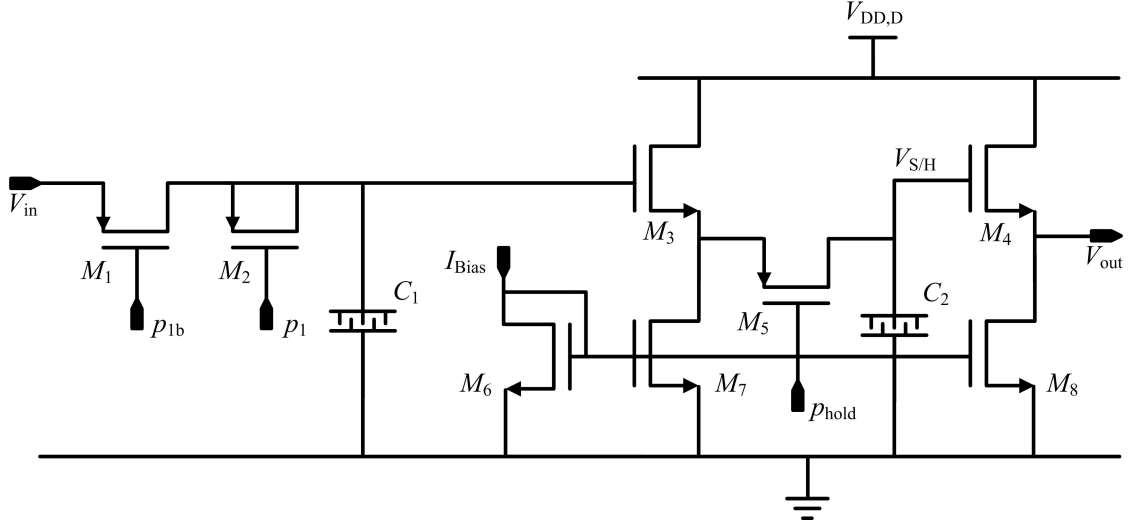 V_DD,D
V_S/H
V_in
M_3
M_4
V_out
I_Bias
M_1
M_2
C_1
C_2
M_5
p_1b
p_1
M_6
M_7
M_8
p_hold